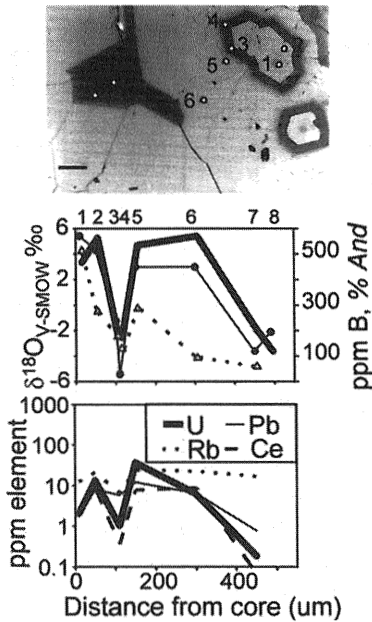 4
3
7
5
1
6
1 2 34 5 6 7 8
6
2
-2
-6
δ18OV-SMOW ‰
500
300
100
ppm B, % And
1000
100
10
1
0.1
ppm element
U Pb
Rb Ce
0 200 400
Distance from core (um)